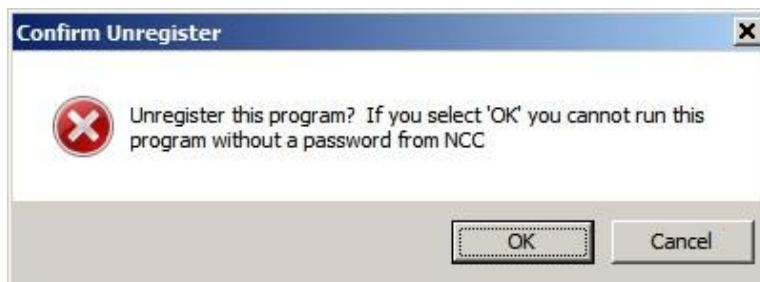 Confirm Unregister
Unregister this program?  If you select 'OK' you cannot run this
program without a password from NCC
OK
Cancel